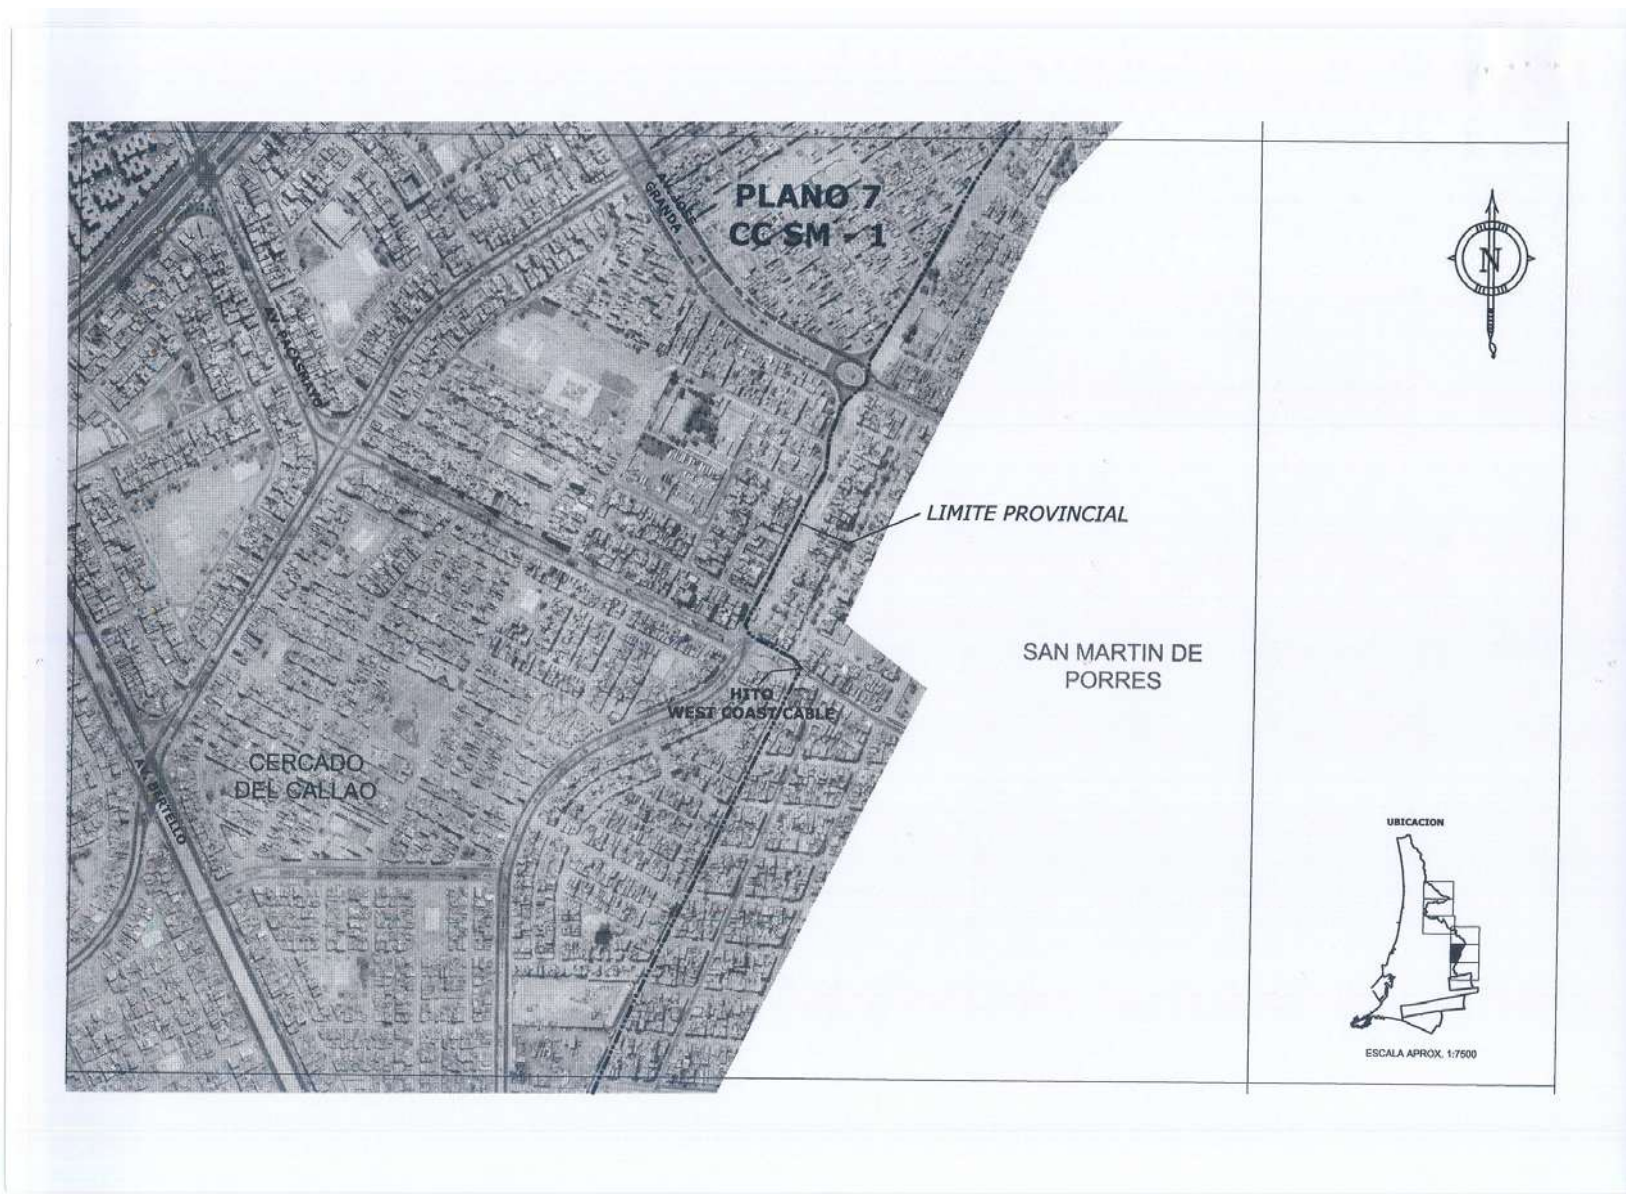 PLANO 7
CC SM - 1
AV. JOSE
GRANDA
N
AV. PACASMAYO
LIMITE PROVINCIAL
SAN MARTIN DE
PORRES
HITO
WEST COAST CABLE
CERCADO
DEL CALLAO
AV. BERTELLO
UBICACION
ESCALA APROX. 1:7500